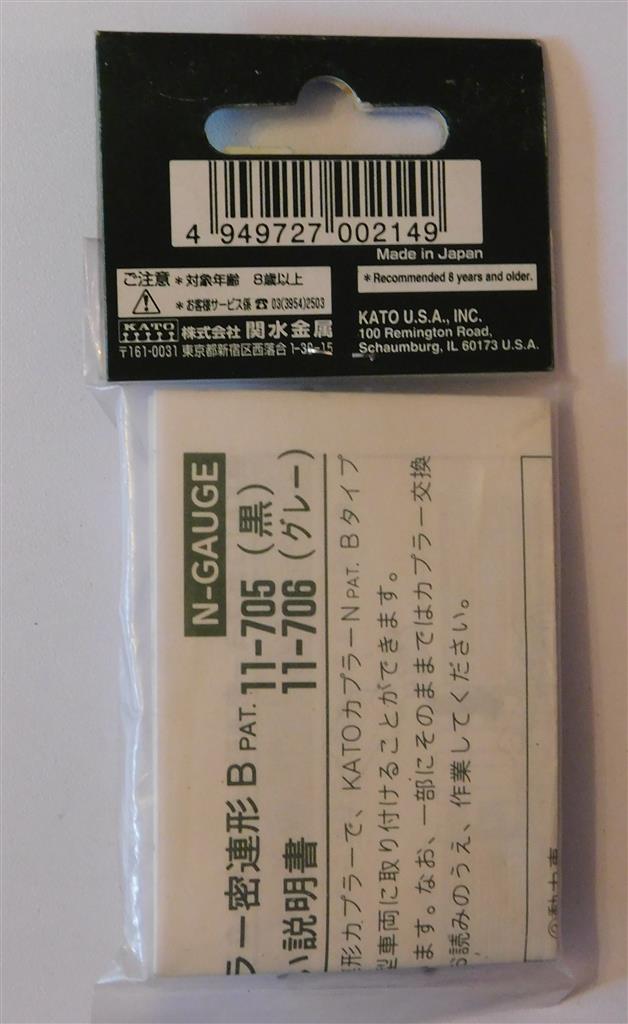 4 949727 002149
Made in Japan
ご注意 *対象年齢 8歳以上
*お客様サービス係 ☎ 03(3954)2503
*Recommended 8 years and older.
KATO 株式会社 関水金属
〒161-0031 東京都新宿区西落合 1-30-15
KATO U.S.A., INC.
100 Remington Road,
Schaumburg, IL 60173 U.S.A.
N-GAUGE
ラー密連形 B PAT. 11-705 (黒)
い説明書 11-706 (グレー)
形カプラーで、KATOカプラーN PAT. Bタイプ
型車両に取り付けることができます。
ます。なお、一部にそのままではカプラー交換
お読みのうえ、作業してください。